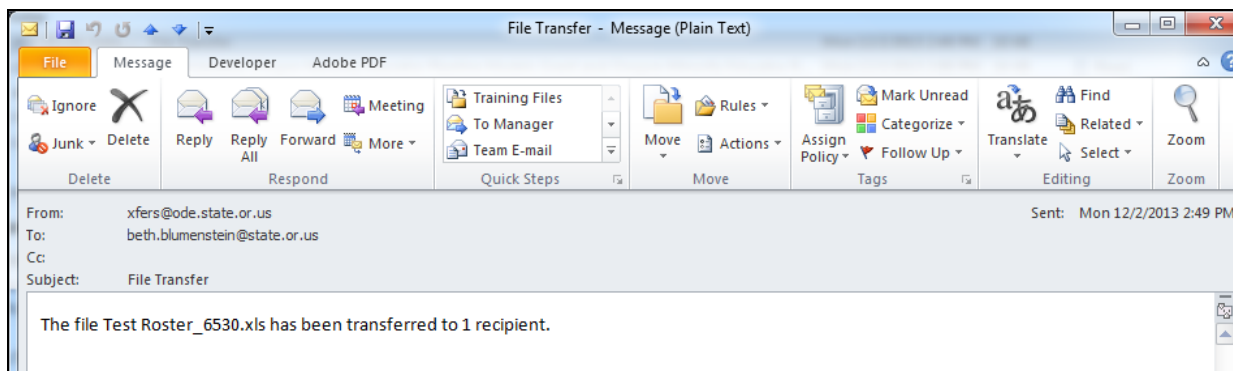 File Transfer - Message (Plain Text)
File Message Developer Adobe PDF
Ignore
Junk
Delete
Delete
Reply
Reply All
Forward
Meeting
More
Respond
Training Files
To Manager
Team E-mail
Quick Steps
Move
Rules
Actions
Move
Assign Policy
Mark Unread
Categorize
Follow Up
Tags
Translate
Find
Related
Select
Editing
Zoom
Zoom
From: xfers@ode.state.or.us Sent: Mon 12/2/2013 2:49 PM
To: beth.blumenstein@state.or.us
Cc:
Subject: File Transfer
The file Test Roster_6530.xls has been transferred to 1 recipient.